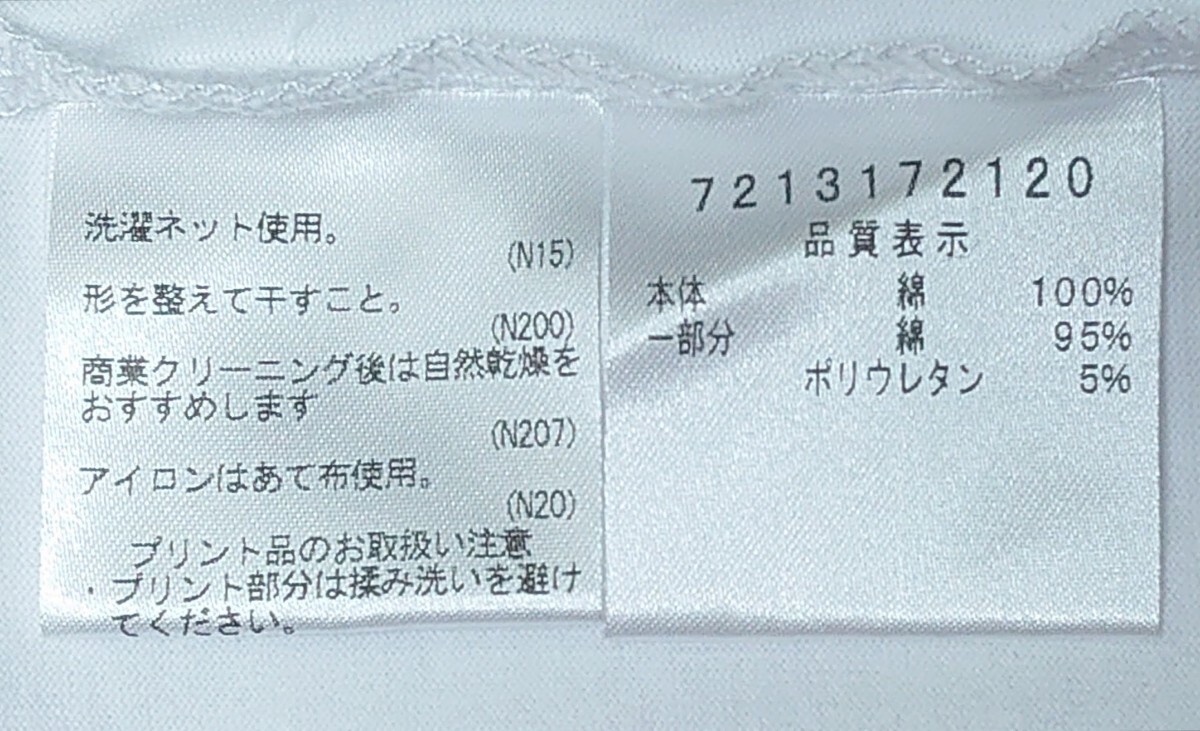 洗濯ネット使用。
(N15)
形を整えて干すこと。
(N200)
商業クリーニング後は自然乾燥を
おすすめします
(N207)
アイロンはあて布使用。
(N20)
プリント品のお取扱い注意
・プリント部分は揉み洗いを避け
てください。
7213172120
品質表示
本体 綿 100%
一部分 綿 95%
ポリウレタン 5%